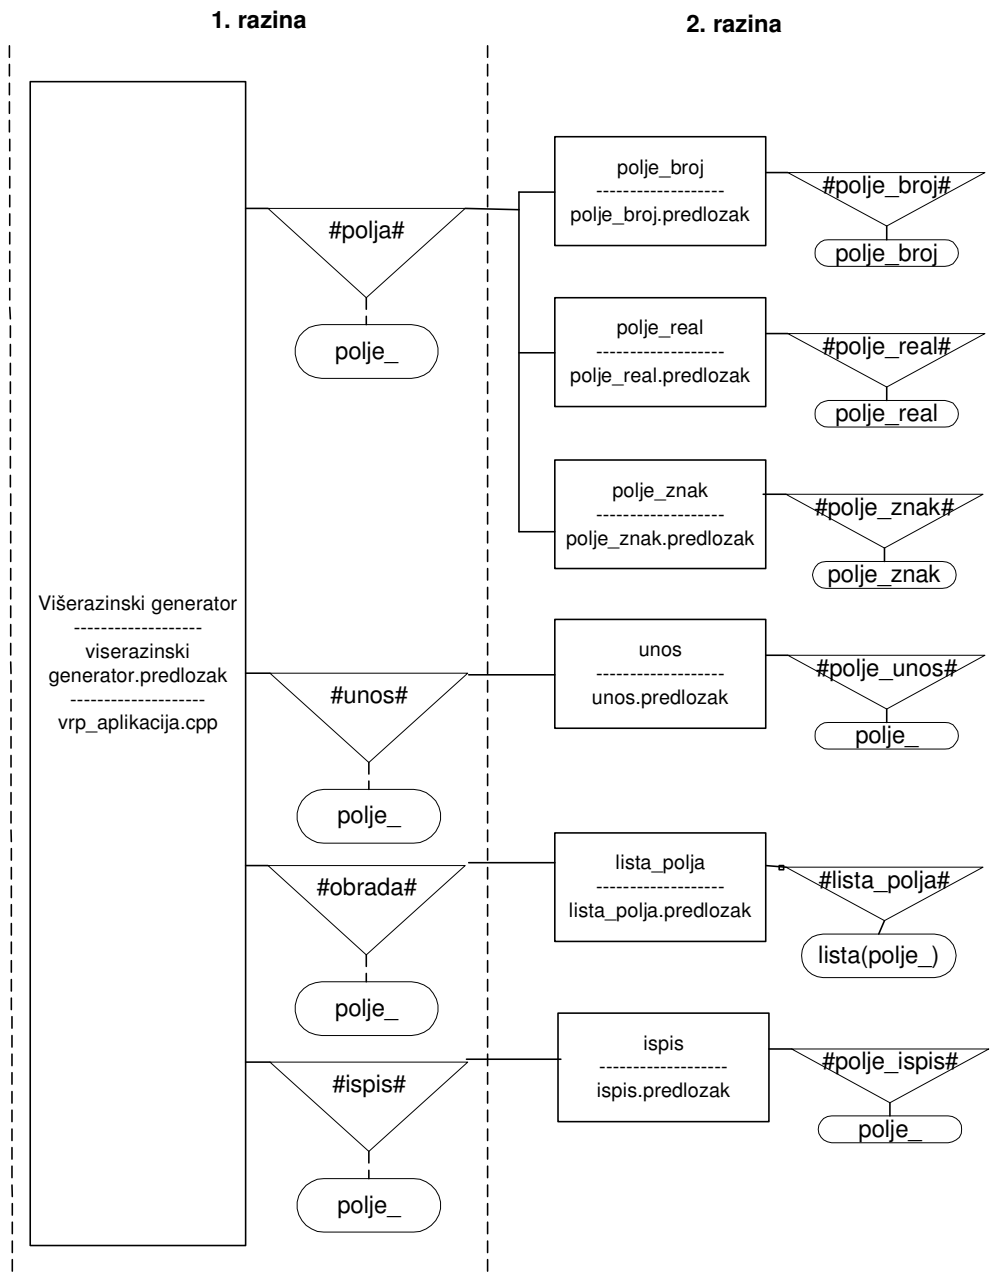 1. razina
2. razina
Višerazinski generator
-------------------
viserazinski
generator.predlozak
--------------------
vrp_aplikacija.cpp
#polja#
polje_
#unos#
polje_
#obrada#
polje_
#ispis#
polje_
polje_broj
-------------------
polje_broj.predlozak
#polje_broj#
polje_broj
polje_real
-------------------
polje_real.predlozak
#polje_real#
polje_real
polje_znak
-------------------
polje_znak.predlozak
#polje_znak#
polje_znak
unos
-------------------
unos.predlozak
#polje_unos#
polje_
lista_polja
-------------------
lista_polja.predlozak
#lista_polja#
lista(polje_)
ispis
-------------------
ispis.predlozak
#polje_ispis#
polje_